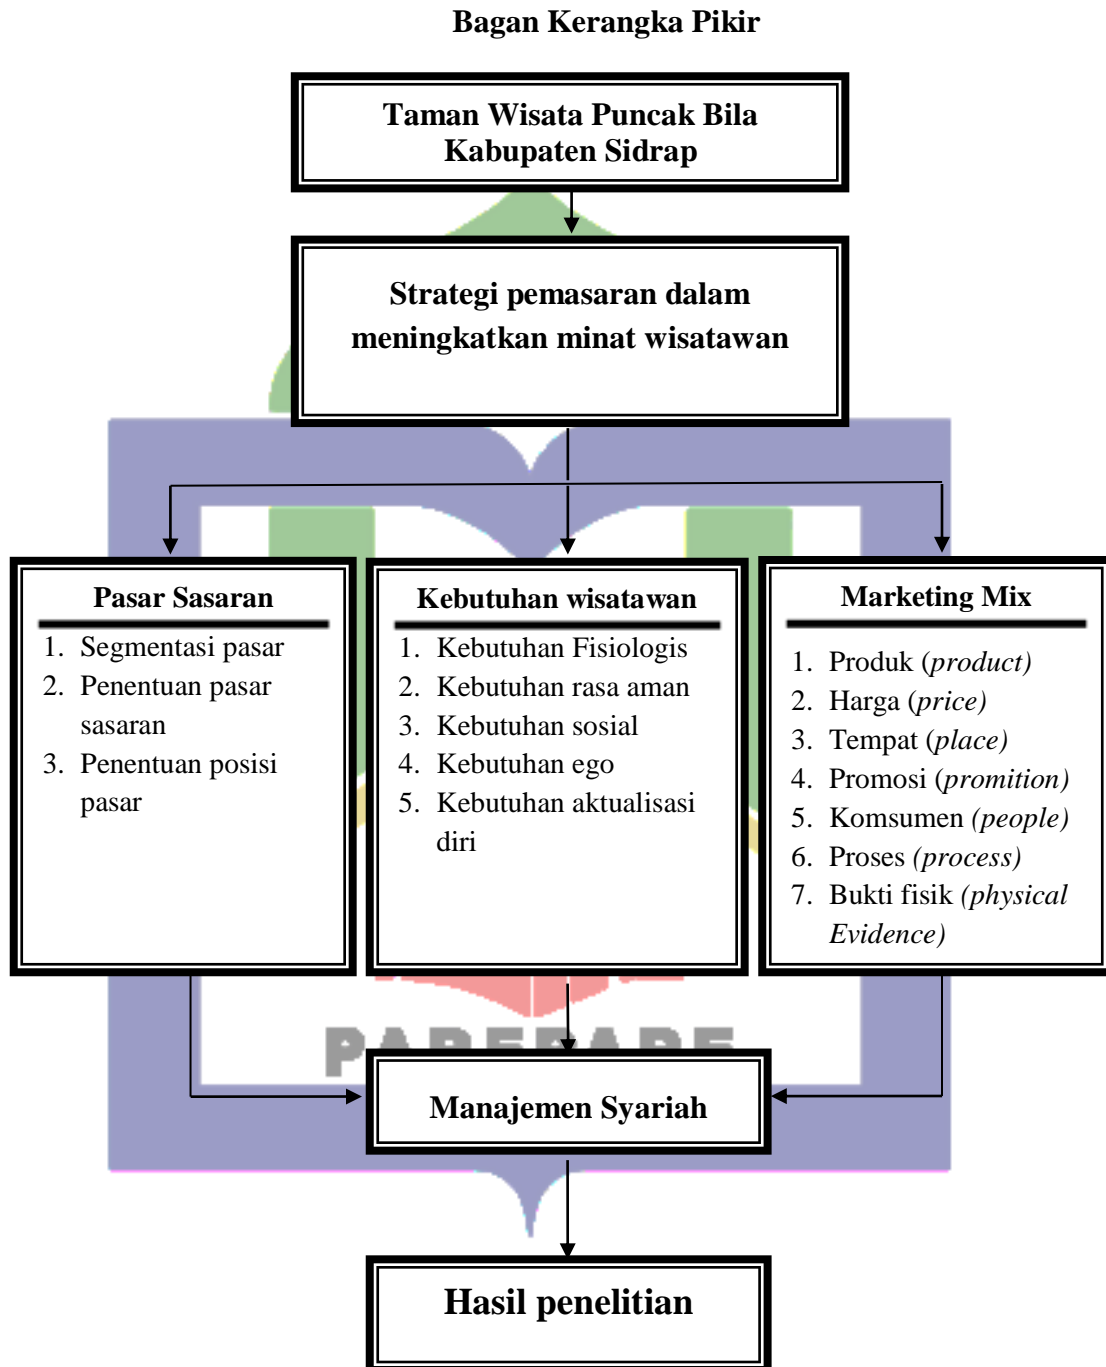 Bagan Kerangka Pikir
Taman Wisata Puncak Bila
Kabupaten Sidrap
Strategi pemasaran dalam
meningkatkan minat wisatawan
Pasar Sasaran
1. Segmentasi pasar
2. Penentuan pasar
sasaran
3. Penentuan posisi
pasar
Kebutuhan wisatawan
1. Kebutuhan Fisiologis
2. Kebutuhan rasa aman
3. Kebutuhan sosial
4. Kebutuhan ego
5. Kebutuhan aktualisasi
diri
Marketing Mix
1. Produk (product)
2. Harga (price)
3. Tempat (place)
4. Promosi (promition)
5. Komsumen (people)
6. Proses (process)
7. Bukti fisik (physical
Evidence)
PAREPARE
Manajemen Syariah
Hasil penelitian